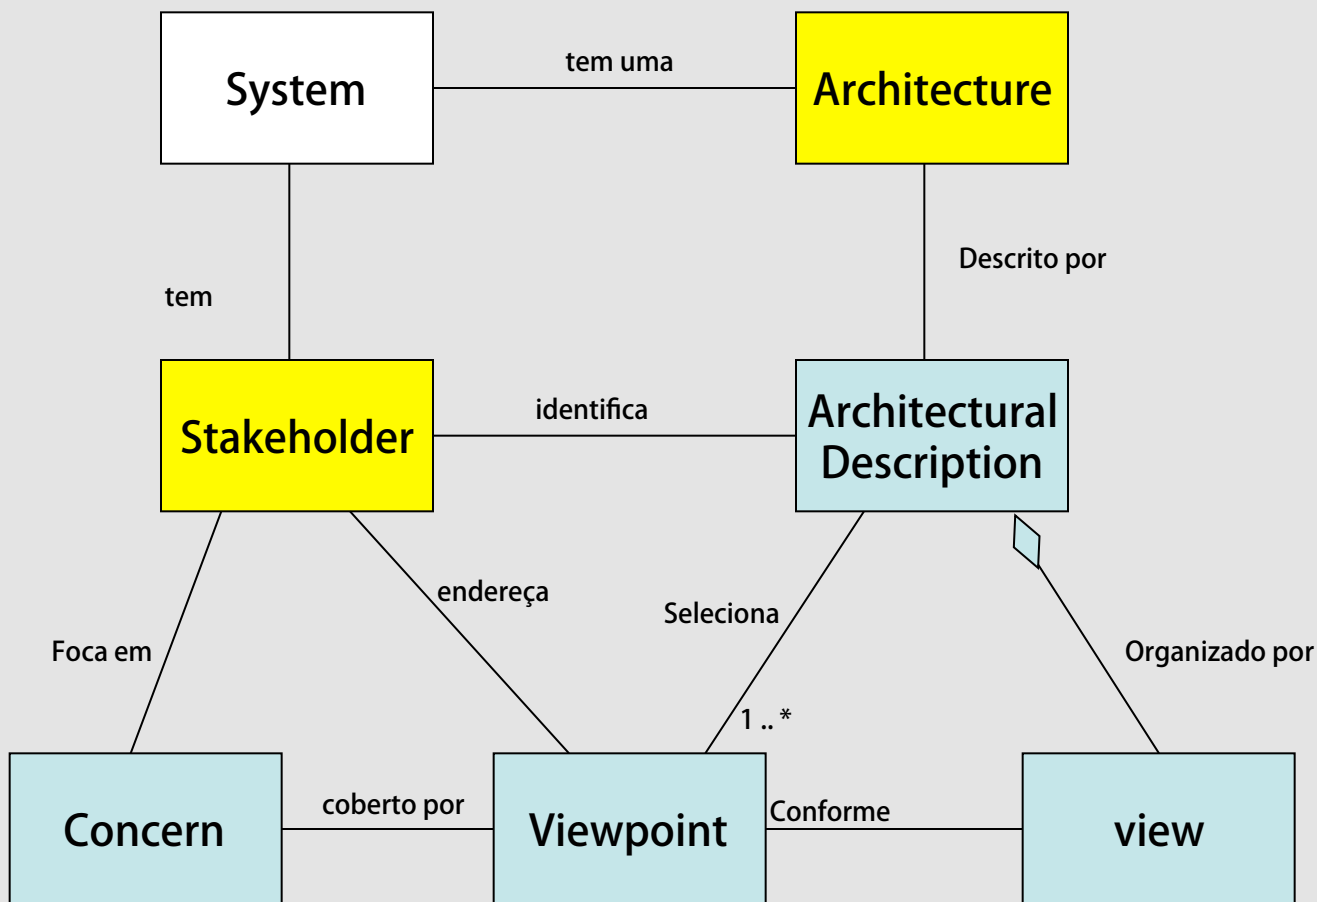 System
tem uma
Architecture
tem
Descrito por
Stakeholder
identifica
Architectural
Description
Foca em
endereça
Seleciona
Organizado por
1 .. *
Concern
coberto por
Viewpoint
Conforme
view